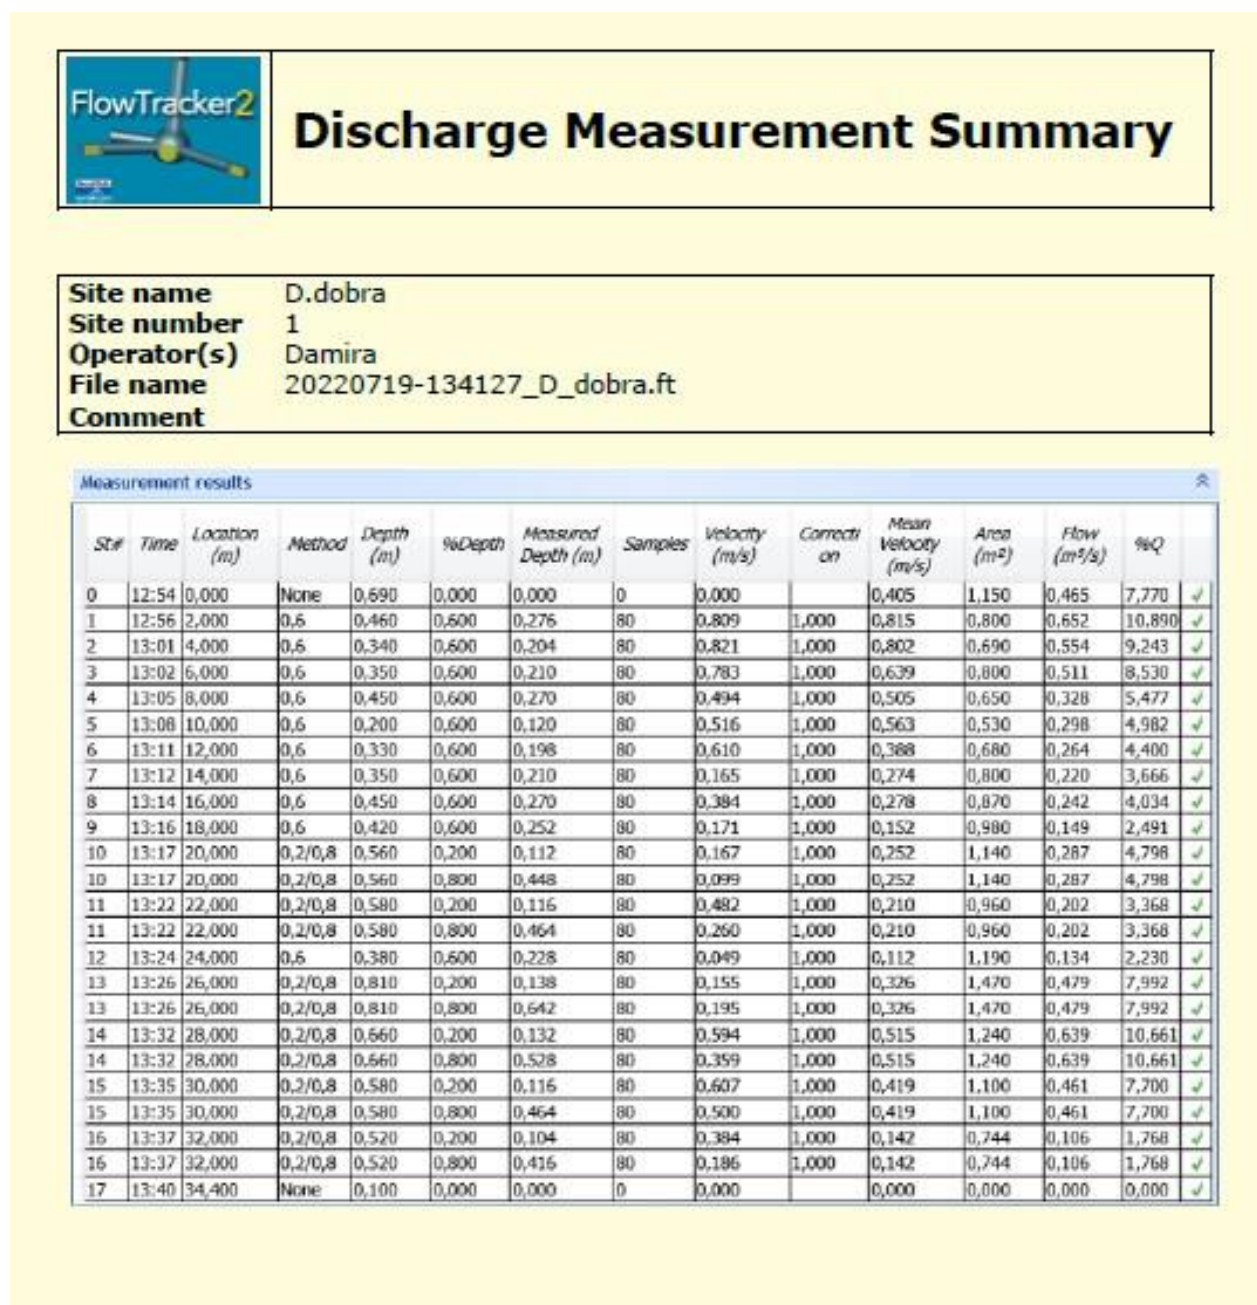 FlowTracker2
Discharge Measurement Summary
Site name D.dobra
Site number 1
Operator(s) Damira
File name 20220719-134127_D_dobra.ft
Comment
Measurement results
St# Time Location (m) Method Depth (m) %Depth Measured Depth (m) Samples Velocity (m/s) Correcti on Mean Velocity (m/s) Area (m²) Flow (m³/s) %Q
0 12:54 0,000 None 0,690 0,000 0,000 0 0,000 0,405 1,150 0,465 7,770 ✓
1 12:56 2,000 0,6 0,460 0,600 0,276 80 0,809 1,000 0,815 0,800 0,652 10,890 ✓
2 13:01 4,000 0,6 0,340 0,600 0,204 80 0,821 1,000 0,802 0,690 0,554 9,243 ✓
3 13:02 6,000 0,6 0,350 0,600 0,210 80 0,783 1,000 0,639 0,800 0,511 8,530 ✓
4 13:05 8,000 0,6 0,450 0,600 0,270 80 0,494 1,000 0,505 0,650 0,328 5,477 ✓
5 13:08 10,000 0,6 0,200 0,600 0,120 80 0,516 1,000 0,563 0,530 0,298 4,982 ✓
6 13:11 12,000 0,6 0,330 0,600 0,198 80 0,610 1,000 0,388 0,680 0,264 4,400 ✓
7 13:12 14,000 0,6 0,350 0,600 0,210 80 0,165 1,000 0,274 0,800 0,220 3,666 ✓
8 13:14 16,000 0,6 0,450 0,600 0,270 80 0,384 1,000 0,278 0,870 0,242 4,034 ✓
9 13:16 18,000 0,6 0,420 0,600 0,252 80 0,171 1,000 0,152 0,980 0,149 2,491 ✓
10 13:17 20,000 0,2/0,8 0,560 0,200 0,112 80 0,167 1,000 0,252 1,140 0,287 4,798 ✓
10 13:17 20,000 0,2/0,8 0,560 0,800 0,448 80 0,099 1,000 0,252 1,140 0,287 4,798 ✓
11 13:22 22,000 0,2/0,8 0,580 0,200 0,116 80 0,482 1,000 0,210 0,960 0,202 3,368 ✓
11 13:22 22,000 0,2/0,8 0,580 0,800 0,464 80 0,260 1,000 0,210 0,960 0,202 3,368 ✓
12 13:24 24,000 0,6 0,380 0,600 0,228 80 0,049 1,000 0,112 1,190 0,134 2,230 ✓
13 13:26 26,000 0,2/0,8 0,810 0,200 0,138 80 0,155 1,000 0,326 1,470 0,479 7,992 ✓
13 13:26 26,000 0,2/0,8 0,810 0,800 0,642 80 0,195 1,000 0,326 1,470 0,479 7,992 ✓
14 13:32 28,000 0,2/0,8 0,660 0,200 0,132 80 0,594 1,000 0,515 1,240 0,639 10,661 ✓
14 13:32 28,000 0,2/0,8 0,660 0,800 0,528 80 0,359 1,000 0,515 1,240 0,639 10,661 ✓
15 13:35 30,000 0,2/0,8 0,580 0,200 0,116 80 0,607 1,000 0,419 1,100 0,461 7,700 ✓
15 13:35 30,000 0,2/0,8 0,580 0,800 0,464 80 0,500 1,000 0,419 1,100 0,461 7,700 ✓
16 13:37 32,000 0,2/0,8 0,520 0,200 0,104 80 0,384 1,000 0,142 0,744 0,106 1,768 ✓
16 13:37 32,000 0,2/0,8 0,520 0,800 0,416 80 0,186 1,000 0,142 0,744 0,106 1,768 ✓
17 13:40 34,400 None 0,100 0,000 0,000 0 0,000 0,000 0,000 0,000 0,000 ✓